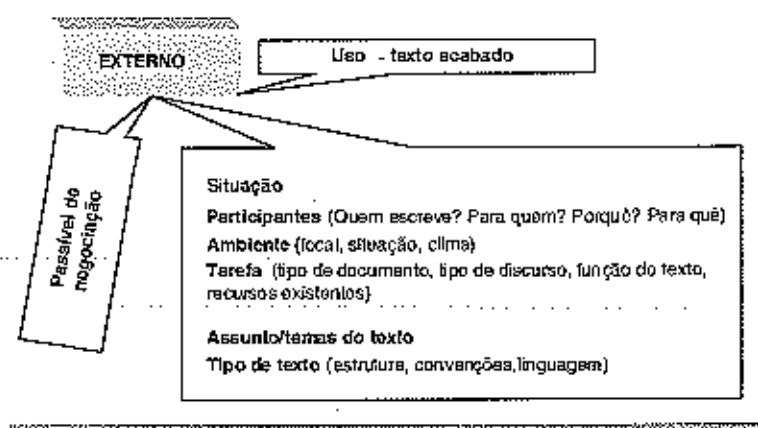 EXTERNO
Uso - texto acabado
Passível de
negociação
Situação
Participantes (Quem escreve? Para quem? Porquê? Para quê)
Ambiente (local, situação, clima)
Tarefa (tipo de documento, tipo de discurso, função do texto,
recursos existentes)
Assunto/temas do texto
Tipo de texto (estrutura, convenções,linguagem)